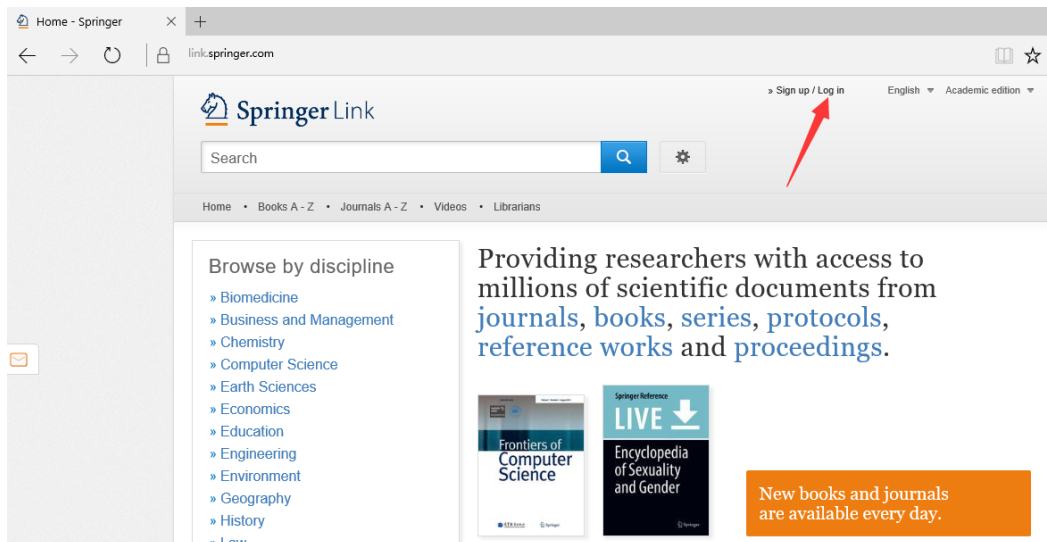 Home - Springer
link.springer.com
» Sign up / Log in
English
Academic edition
Springer Link
Search
Home • Books A - Z • Journals A - Z • Videos • Librarians
Browse by discipline
» Biomedicine
» Business and Management
» Chemistry
» Computer Science
» Earth Sciences
» Economics
» Education
» Engineering
» Environment
» Geography
» History
» Law
Providing researchers with access to
millions of scientific documents from
journals, books, series, protocols,
reference works and proceedings.
Frontiers of
Computer
Science
Springer
Springer Reference
LIVE
Encyclopedia
of Sexuality
and Gender
Springer
New books and journals
are available every day.